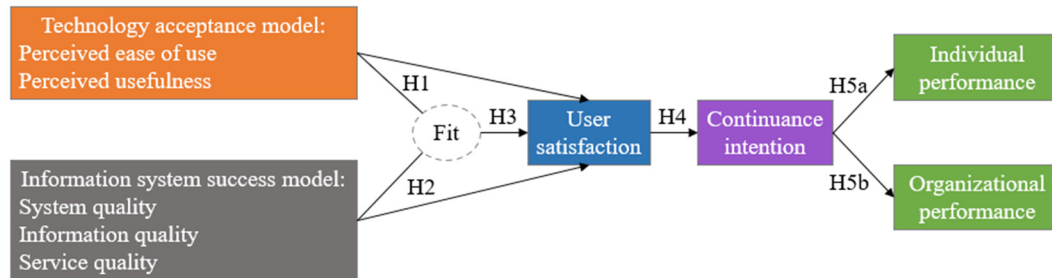 Technology acceptance model:
Perceived ease of use
Perceived usefulness
H1
Fit
H3
H2
Information system success model:
System quality
Information quality
Service quality
User
satisfaction
H4
Continuance
intention
H5a
H5b
Individual
performance
Organizational
performance